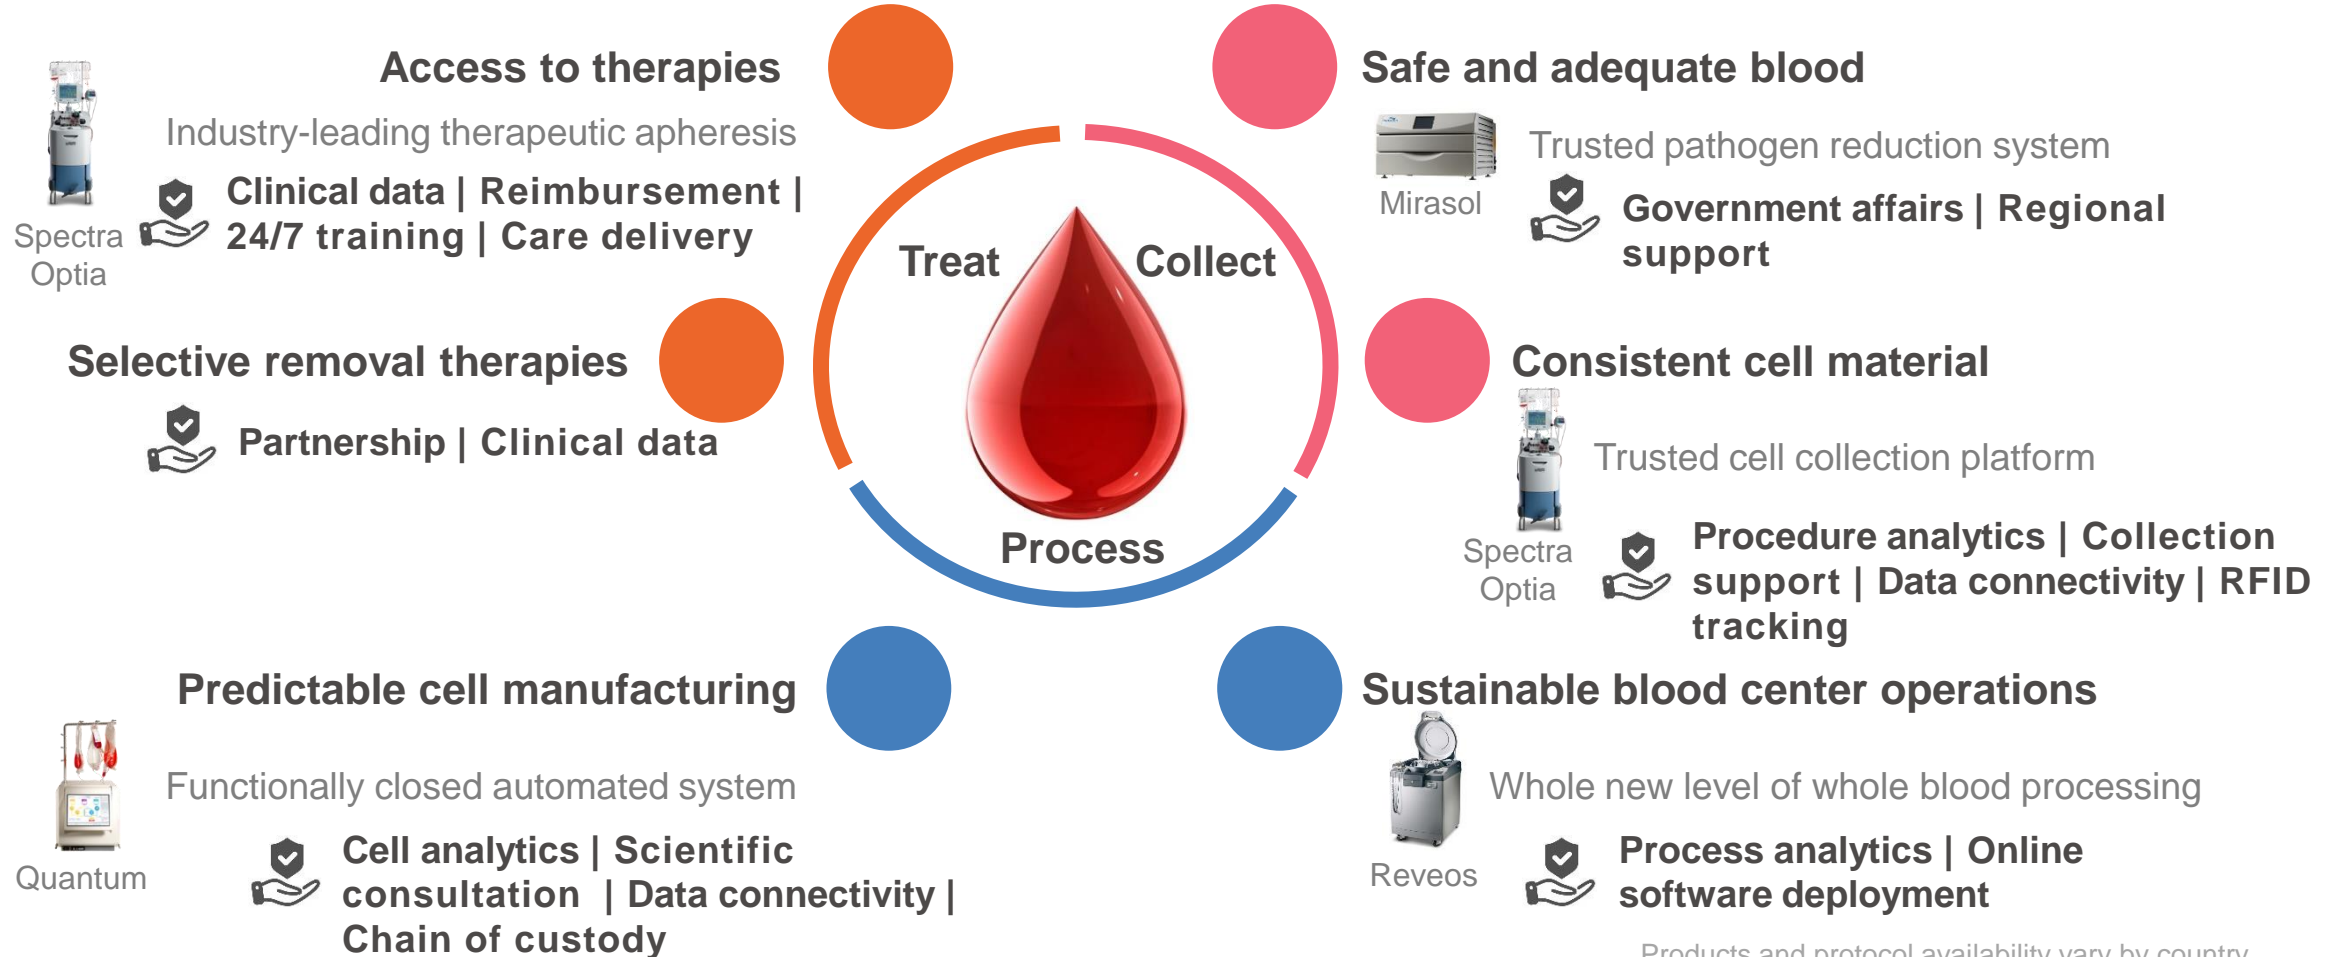 Access to therapies
Industry-leading therapeutic apheresis
Clinical data | Reimbursement |
24/7 training | Care delivery
Spectra
Optia
Selective removal therapies
Partnership | Clinical data
Predictable cell manufacturing
Functionally closed automated system
Cell analytics | Scientific
consultation | Data connectivity |
Chain of custody
Quantum
Treat
Collect
Process
Safe and adequate blood
Trusted pathogen reduction system
Mirasol
Government affairs | Regional
support
Consistent cell material
Trusted cell collection platform
Spectra
Optia
Procedure analytics | Collection
support | Data connectivity | RFID
tracking
Sustainable blood center operations
Whole new level of whole blood processing
Reveos
Process analytics | Online
software deployment
Products and protocol availability vary by country